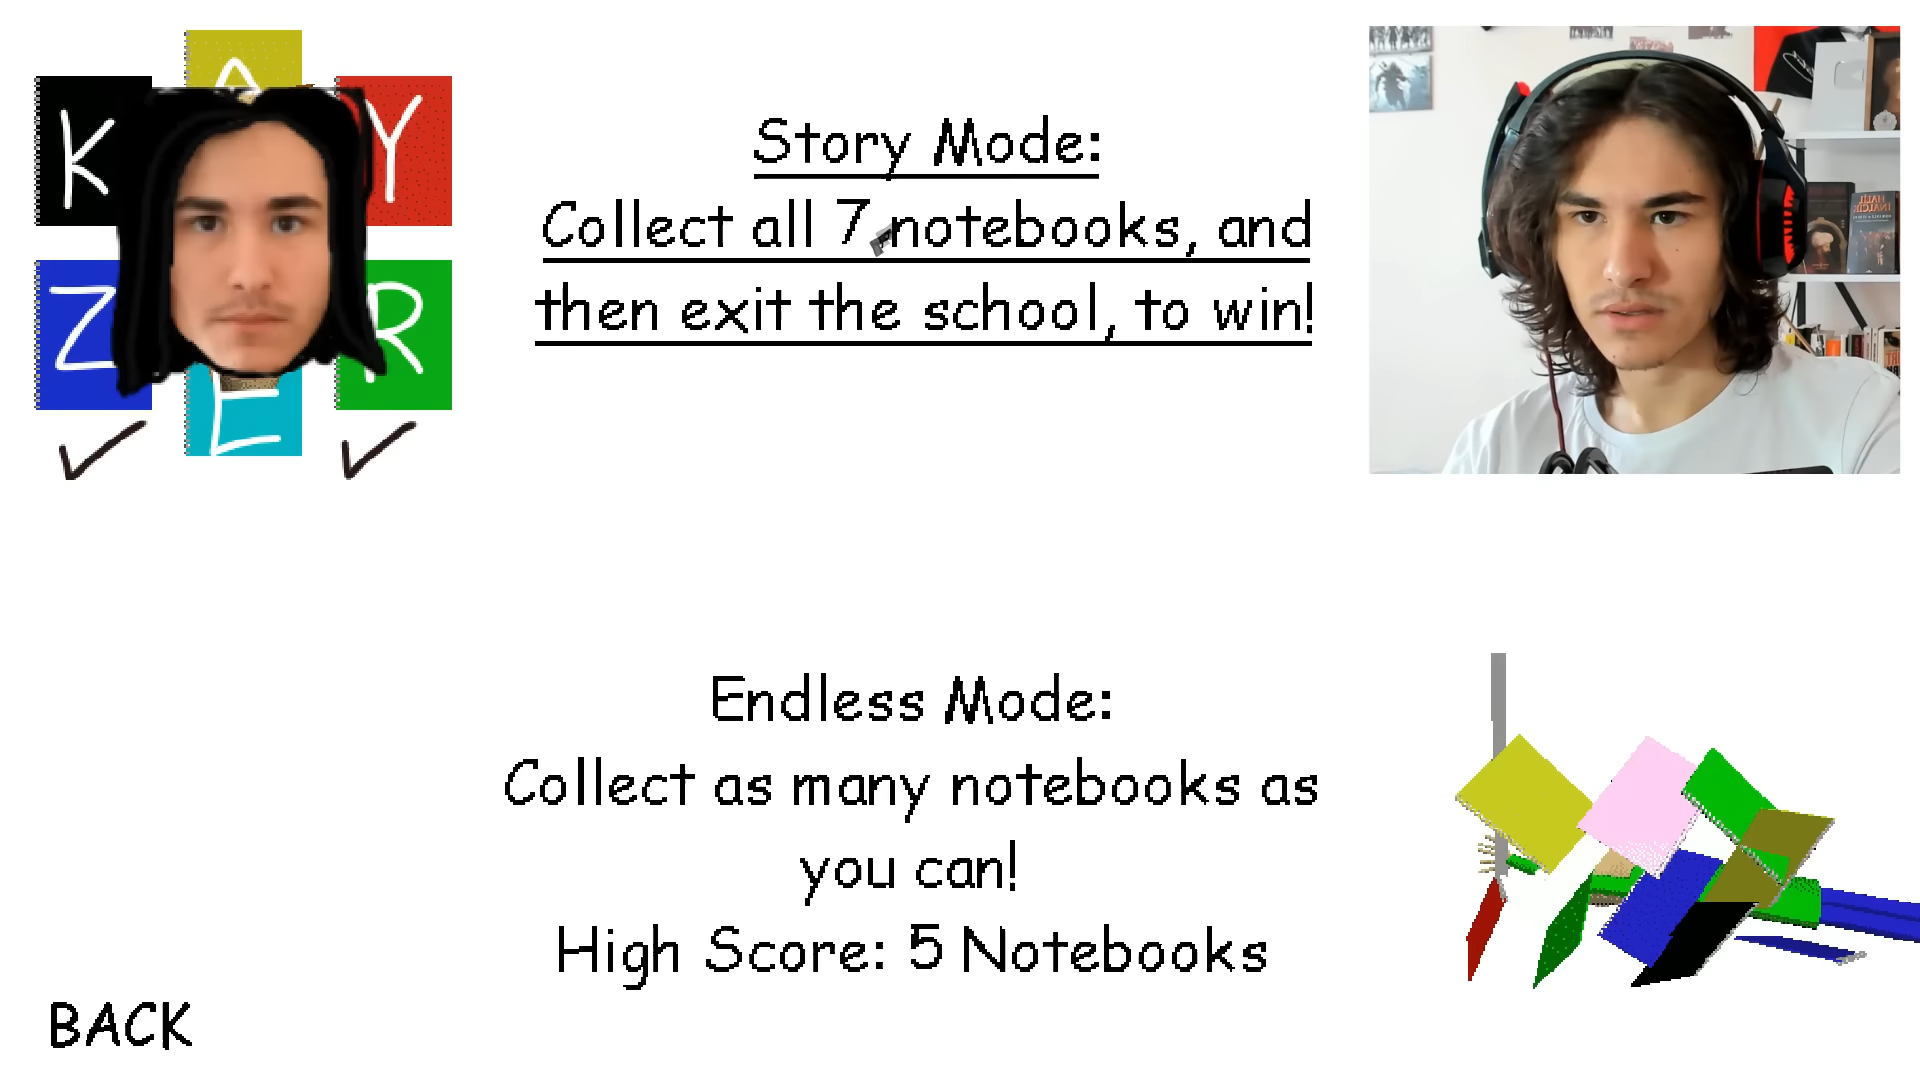 K
A
Y
Z
E
R
Story Mode:
Collect all 7 notebooks, and
then exit the school, to win!
Endless Mode:
Collect as many notebooks as
you can!
High Score: 5 Notebooks
BACK